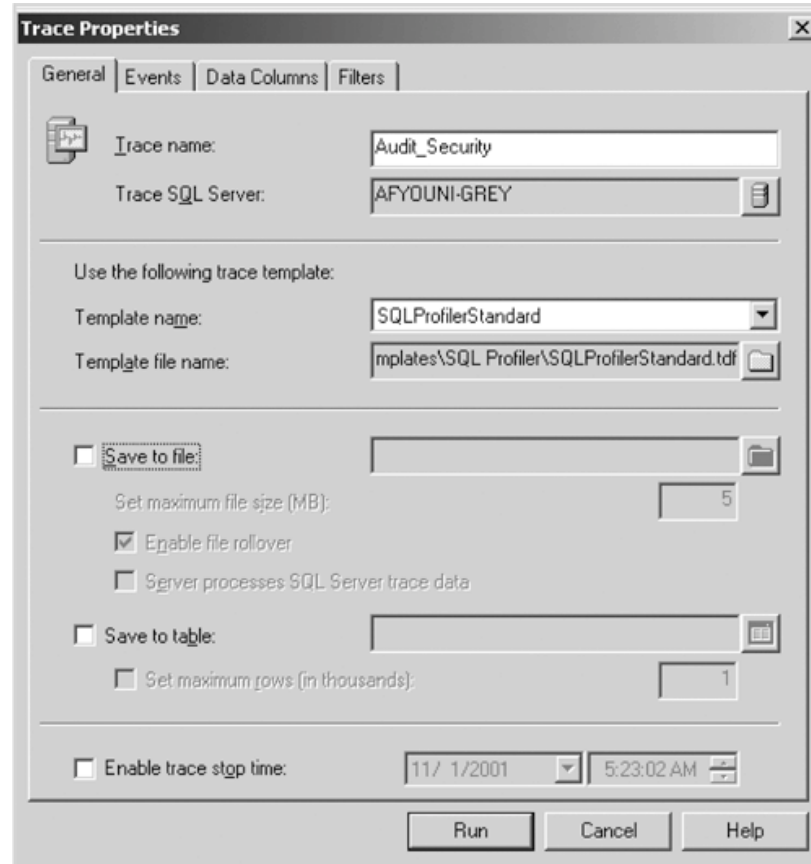 Trace Properties
General Events Data Columns Filters
Trace name: Audit_Security
Trace SQL Server: AFYOUNI-GREY
Use the following trace template:
Template name: SQLProfilerStandard
Template file name: mplates\SQL Profiler\SQLProfilerStandard.tdf
Save to file:
Set maximum file size (MB): 5
Enable file rollover
Server processes SQL Server trace data
Save to table:
Set maximum rows (in thousands): 1
Enable trace stop time: 11/ 1/2001 5:23:02 AM
Run Cancel Help